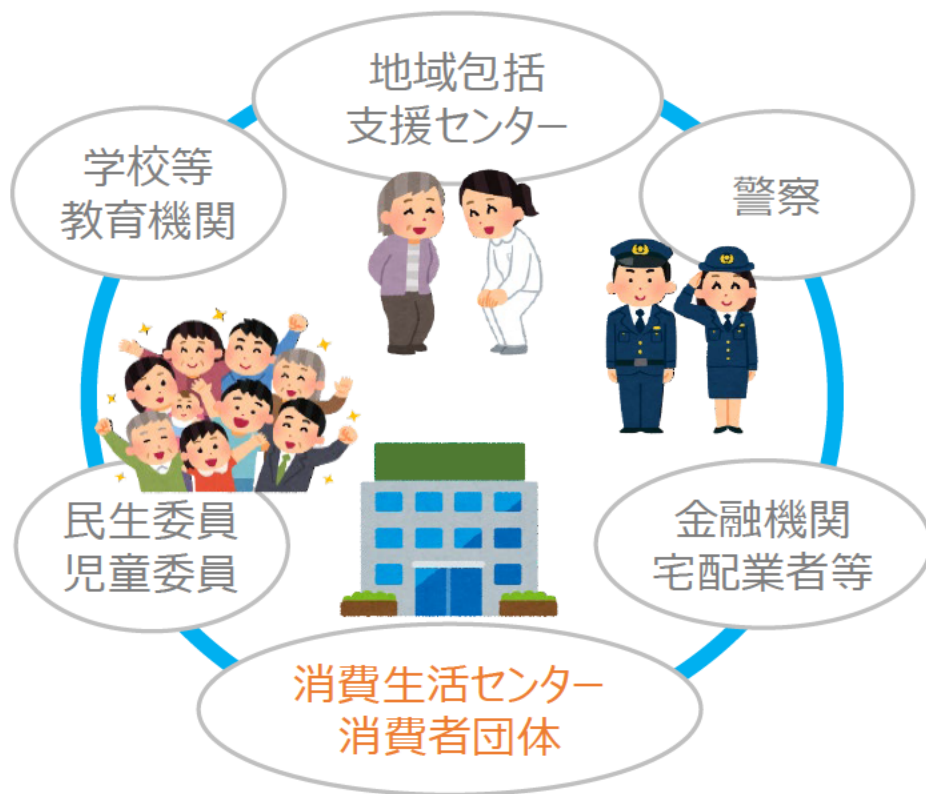 地域包括
支援センター
学校等
教育機関
警察
民生委員
児童委員
金融機関
宅配業者等
消費生活センター
消費者団体